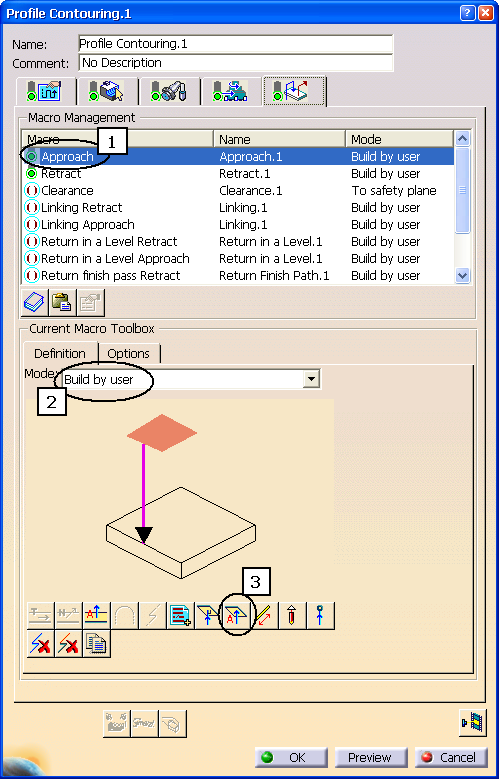 Profile Contouring.1
Name: Profile Contouring.1
Comment: No Description
Macro Management
Macro Name Mode
1
Approach Approach.1 Build by user
Retract Retract.1 Build by user
Clearance Clearance.1 To safety plane
Linking Retract Linking.1 Build by user
Linking Approach Linking.1 Build by user
Return in a Level Retract Return in a Level.1 Build by user
Return in a Level Approach Return in a Level.1 Build by user
Return finish pass Retract Return Finish Path.1 Build by user
Current Macro Toolbox
Definition Options
Mode: Build by user
2
3
OK Preview Cancel